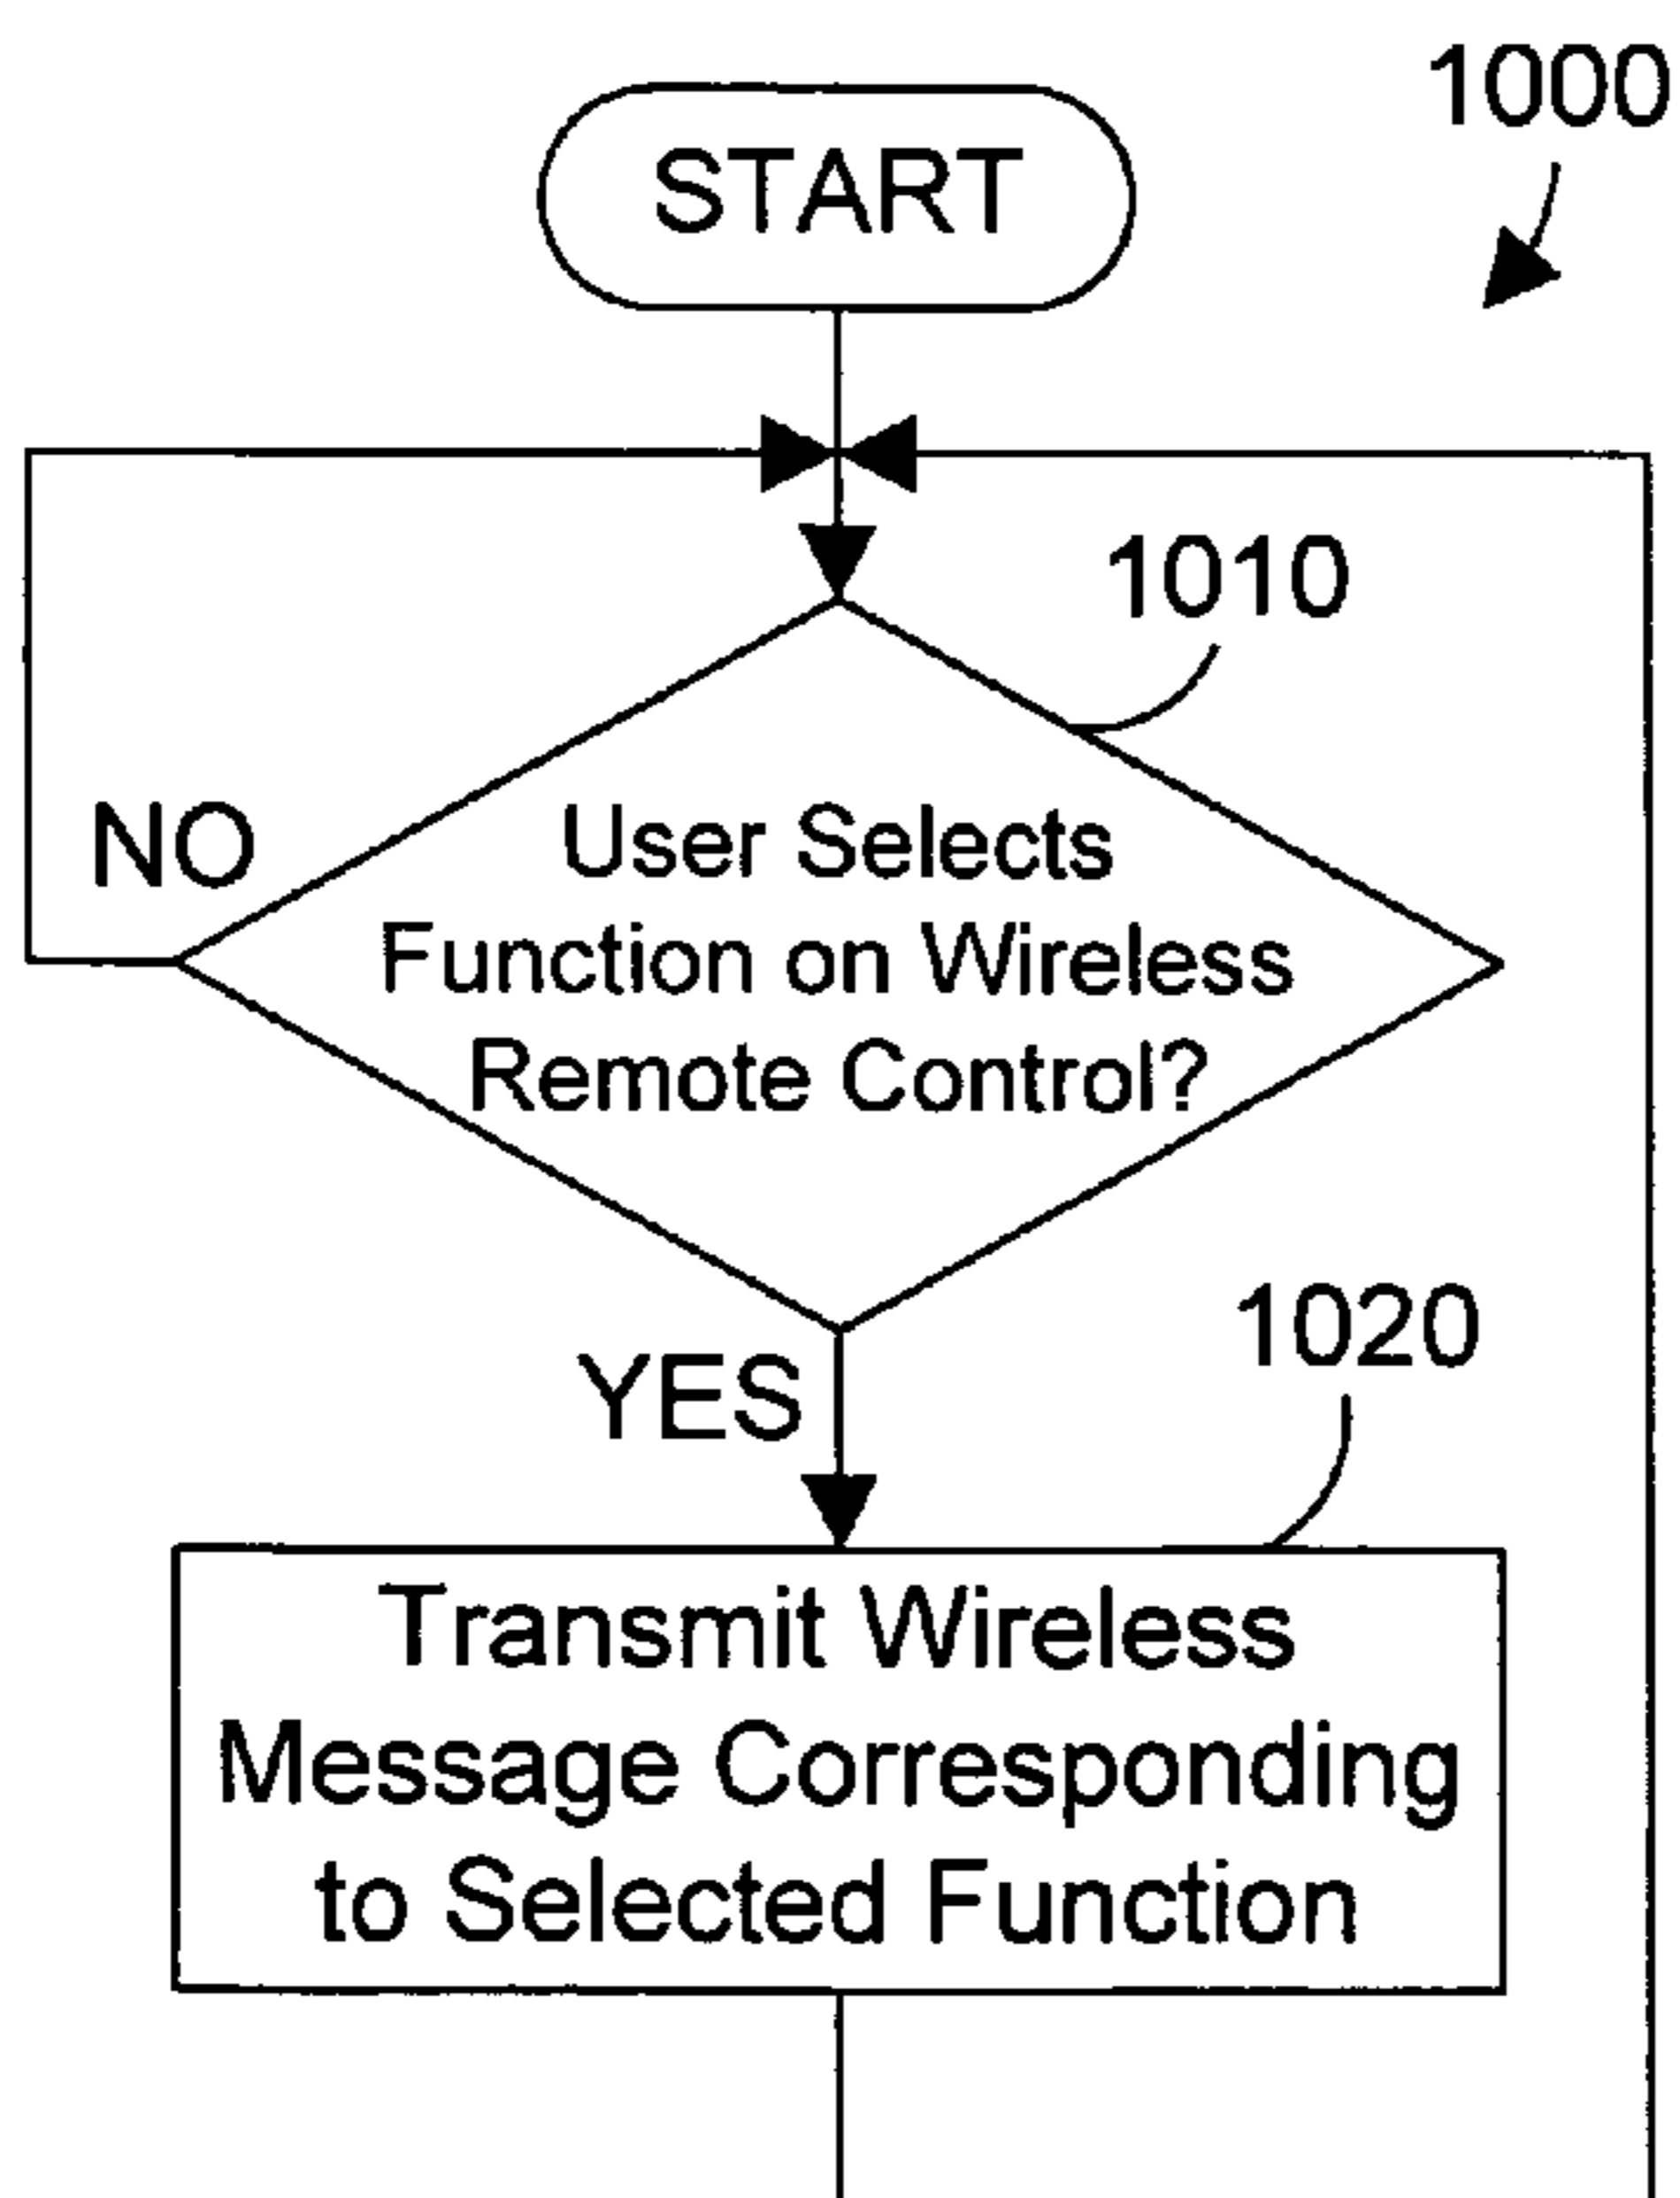 1000
START
1010
NO
User Selects
Function on Wireless
Remote Control?
1020
YES
Transmit Wireless
Message Corresponding
to Selected Function